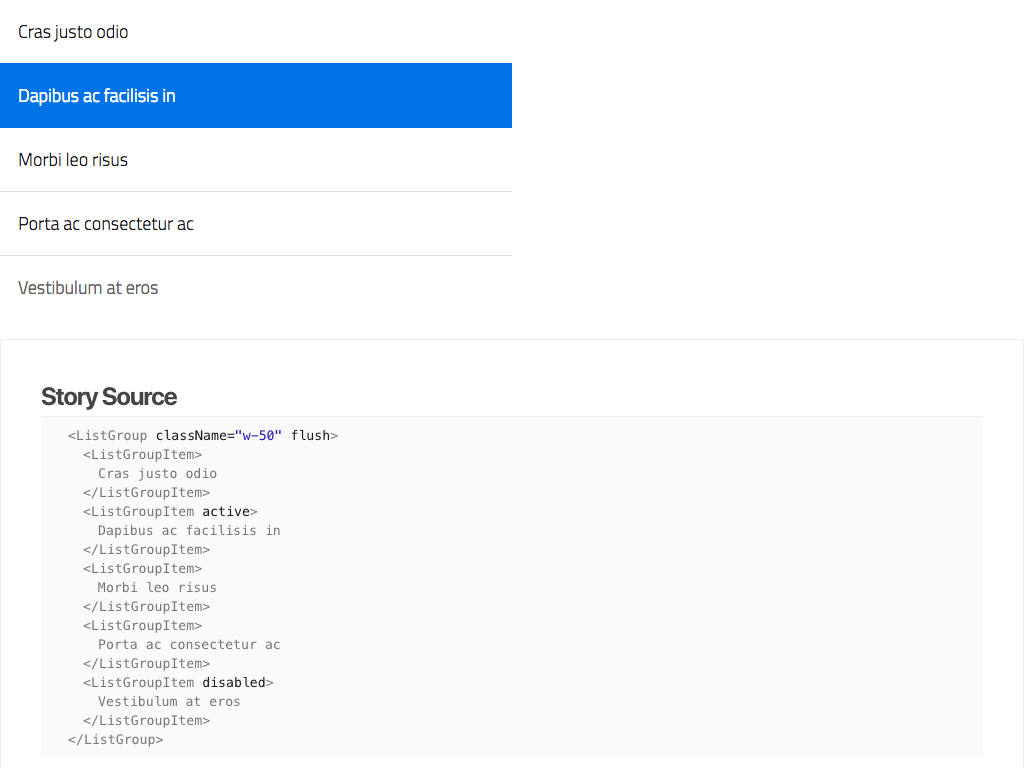 Cras justo odio
Dapibus ac facilisis in
Morbi leo risus
Porta ac consectetur ac
Vestibulum at eros
Story Source
<ListGroup className="w-50" flush>
<ListGroupItem>
Cras justo odio
</ListGroupItem>
<ListGroupItem active>
Dapibus ac facilisis in
</ListGroupItem>
<ListGroupItem>
Morbi leo risus
</ListGroupItem>
<ListGroupItem>
Porta ac consectetur ac
</ListGroupItem>
<ListGroupItem disabled>
Vestibulum at eros
</ListGroupItem>
</ListGroup>